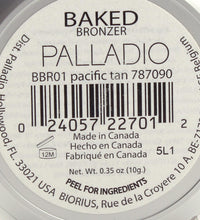 BAKED
BRONZER
PALLADIO
BBR01 pacific tan 787090
0 24057 22701 2
12M
Made in Canada
Hecho en Canada
Fabriqué en Canada
5L1
Net Wt. 0.35 oz (10g)
PEEL FOR INGREDIENTS
Dist. Palladio, Hollywood, FL 33021 USA BIORIUS, Rue de la Croyere 10 A, BE-7170 Belgium